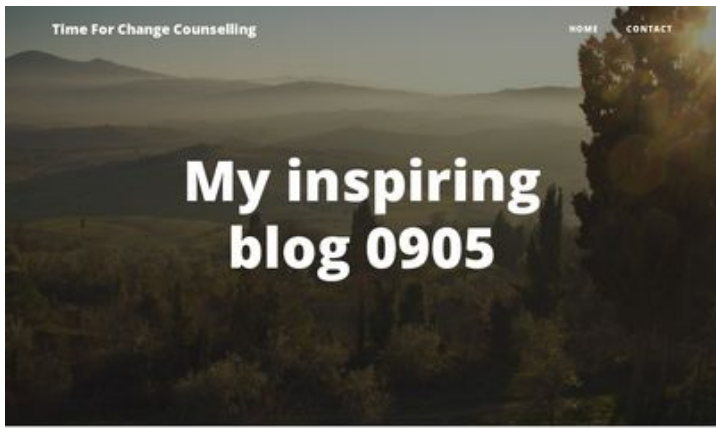 Time For Change Counselling
HOME CONTACT
My inspiring
blog 0905